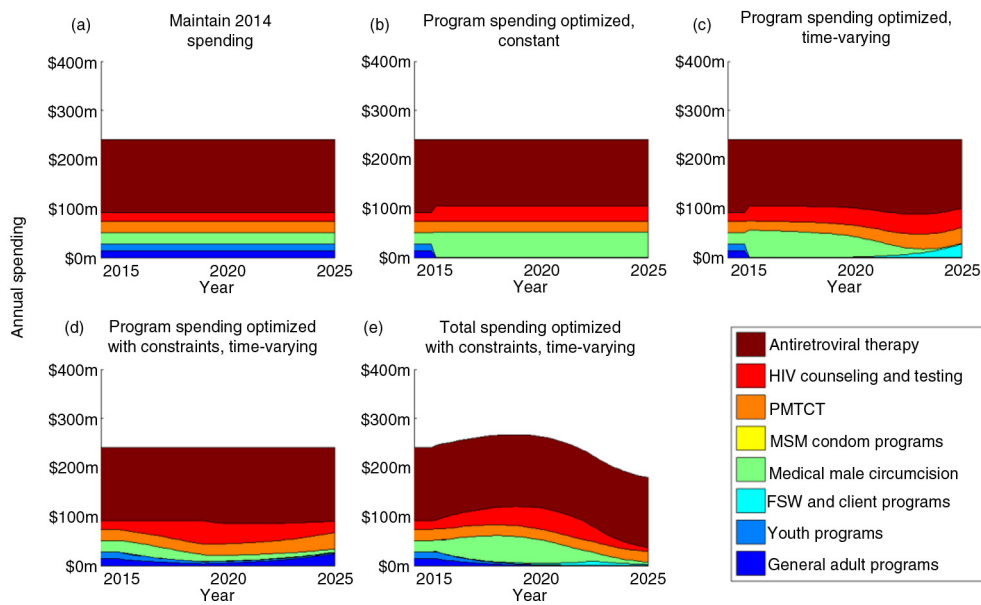 (a) Maintain 2014
spending
$400m
$300m
$200m
$100m
$0m
2015 2020 2025
Year
(b) Program spending optimized,
constant
$400m
$300m
$200m
$100m
$0m
2015 2020 2025
Year
(c) Program spending optimized,
time-varying
$400m
$300m
$200m
$100m
$0m
2015 2020 2025
Year
Annual spending
(d) Program spending optimized
with constraints, time-varying
$400m
$300m
$200m
$100m
$0m
2015 2020 2025
Year
(e) Total spending optimized
with constraints, time-varying
$400m
$300m
$200m
$100m
$0m
2015 2020 2025
Year
Antiretroviral therapy
HIV counseling and testing
PMTCT
MSM condom programs
Medical male circumcision
FSW and client programs
Youth programs
General adult programs